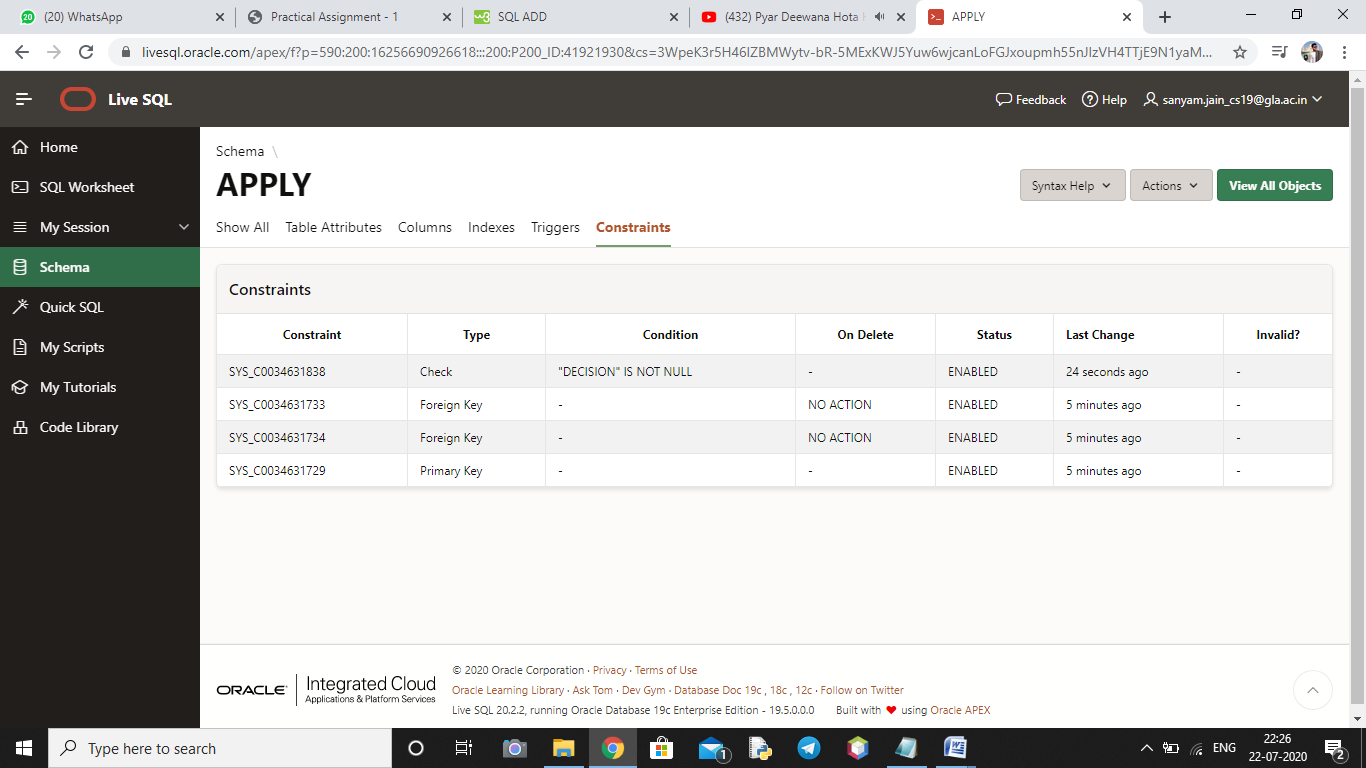 (20) WhatsApp
Practical Assignment - 1
SQL ADD
(432) Pyar Deewana Hota
APPLY
livesql.oracle.com/apex/f?p=590:200:16256690926618:::200:P200_ID:41921930&cs=3WpeK3r5H46IZBMWytv-bR-5MExKWJ5Yuw6wjcanLoFGJxoupmh55nJIzVH4TTjE9N1yaM...
Live SQL
Feedback
Help
sanyam.jain_cs19@gla.ac.in
Home
SQL Worksheet
My Session
Schema
Quick SQL
My Scripts
My Tutorials
Code Library
Schema \
APPLY
Syntax Help
Actions
View All Objects
Show All Table Attributes Columns Indexes Triggers Constraints
Constraints
Constraint Type Condition On Delete Status Last Change Invalid?
SYS_C0034631838 Check "DECISION" IS NOT NULL - ENABLED 24 seconds ago -
SYS_C0034631733 Foreign Key - NO ACTION ENABLED 5 minutes ago -
SYS_C0034631734 Foreign Key - NO ACTION ENABLED 5 minutes ago -
SYS_C0034631729 Primary Key - - ENABLED 5 minutes ago -
ORACLE
Integrated Cloud
Applications & Platform Services
© 2020 Oracle Corporation · Privacy · Terms of Use
Oracle Learning Library · Ask Tom · Dev Gym · Database Doc 19c , 18c , 12c · Follow on Twitter
Live SQL 20.2.2, running Oracle Database 19c Enterprise Edition - 19.5.0.0.0 Built with ❤ using Oracle APEX
Type here to search
1
ENG
22:26
22-07-2020
2